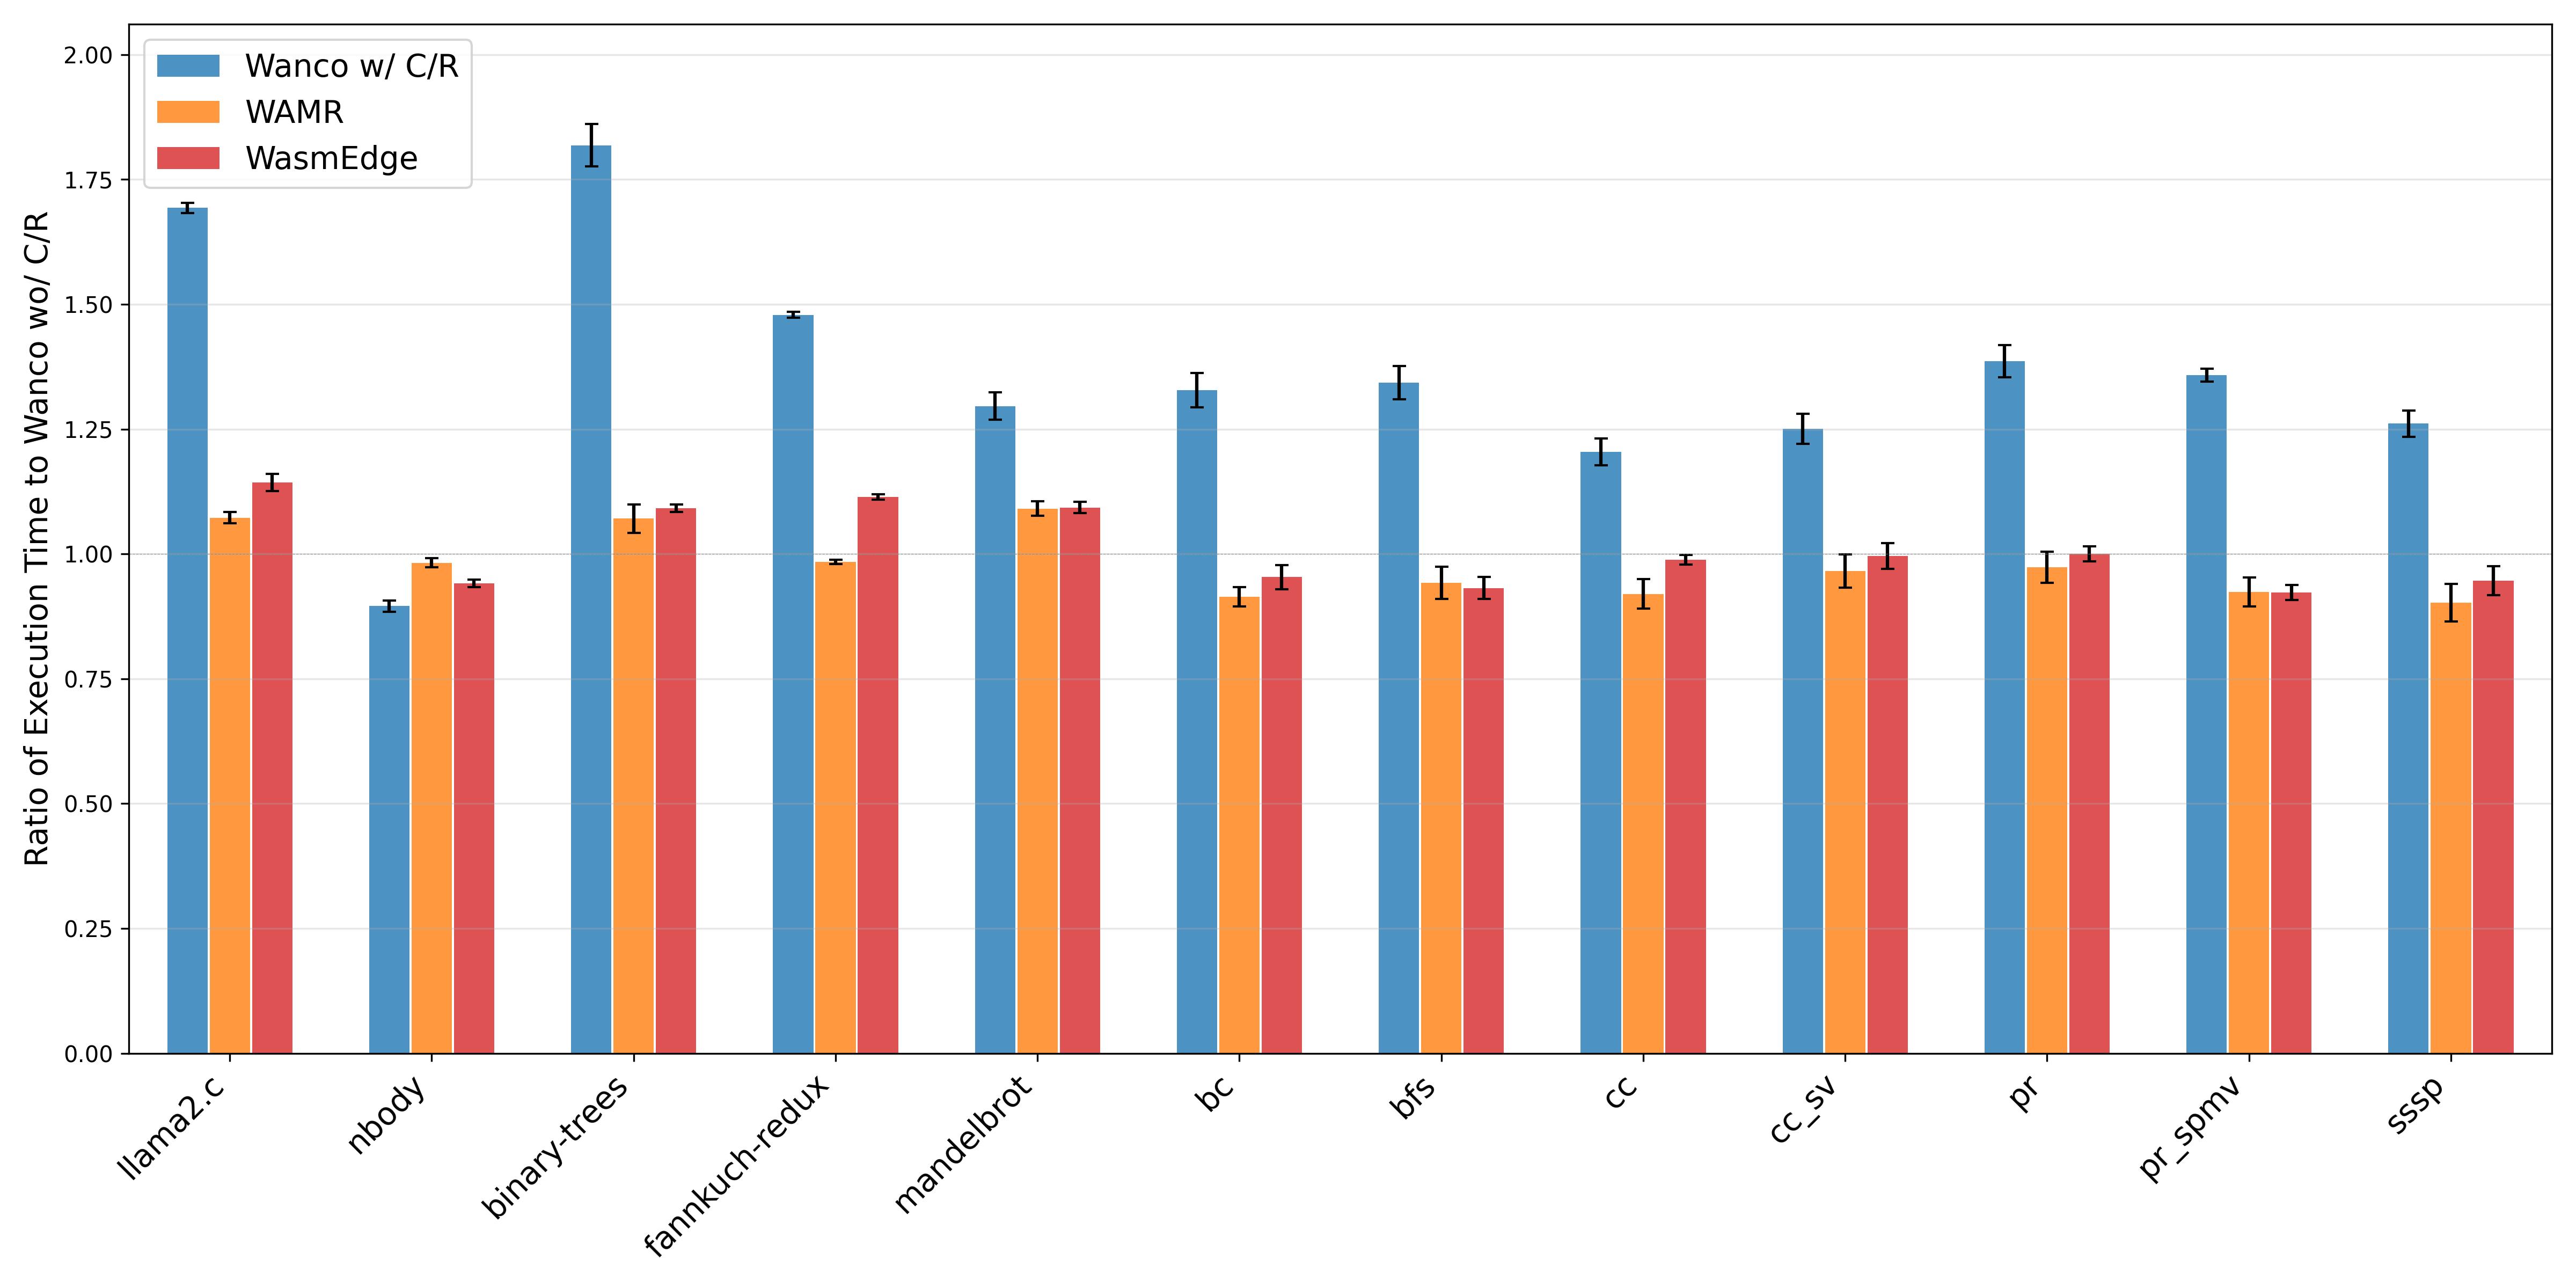 Ratio of Execution Time to Wanco wo/ C/R
2.00
1.75
1.50
1.25
1.00
0.75
0.50
0.25
0.00
Wanco w/ C/R
WAMR
WasmEdge
llama2.c
nbody
binary-trees
fannkuch-redux
mandelbrot
bc
bfs
cc
cc_sv
pr
pr_spmv
sssp